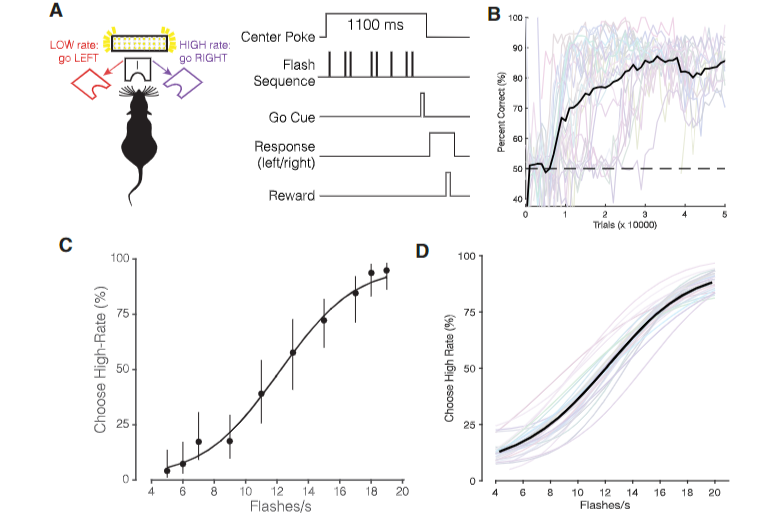 A
LOW rate:
go LEFT
HIGH rate:
go RIGHT
1100 ms
Center Poke
Flash
Sequence
Go Cue
Response
(left/right)
Reward
B
Percent Correct (%)
100
90
80
70
60
50
40
0 1 2 3 4 5
Trials (x 10000)
C
Choose High-Rate (%)
100
75
50
25
0
4 6 8 10 12 14 16 18 20
Flashes/s
D
Choose High Rate (%)
100
75
50
25
0
4 6 8 10 12 14 16 18 20
Flashes/s